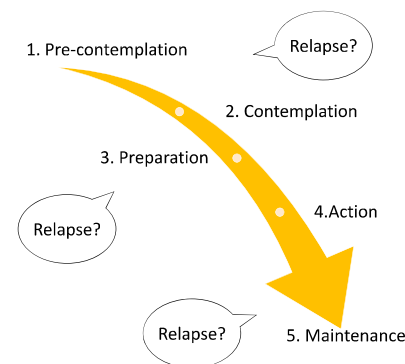 Relapse?
1. Pre-contemplation
2. Contemplation
3. Preparation
4.Action
Relapse?
Relapse?
5. Maintenance